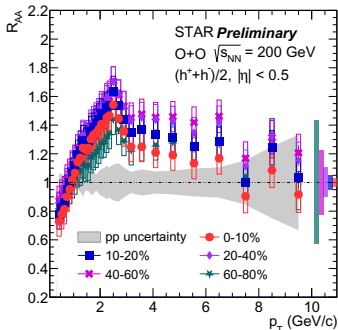 R_AA
2.2
2
1.8
1.6
1.4
1.2
1
0.8
0.6
0.4
0.2
STAR Preliminary
O+O √s_NN = 200 GeV
(h⁺+h⁻)/2, |η| < 0.5
pp uncertainty
0-10%
10-20%
20-40%
40-60%
60-80%
0 2 4 6 8 10
p_T (GeV/c)